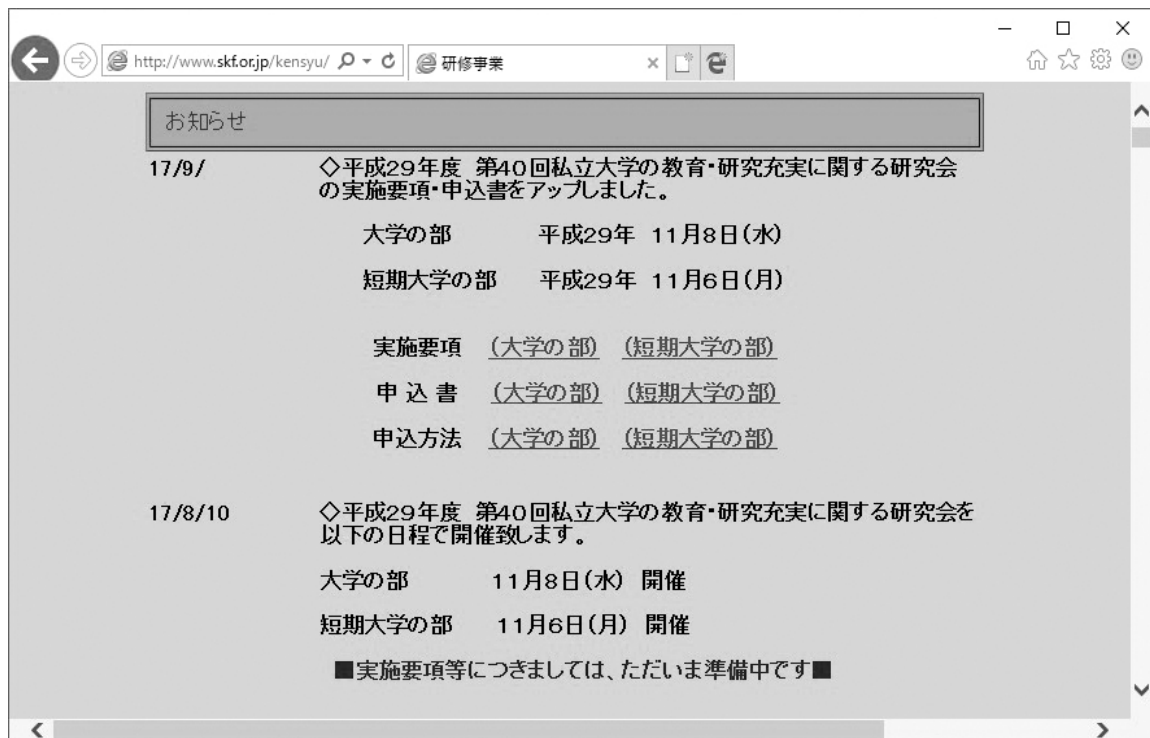 http://www.skf.or.jp/kensyu/
研修事業
お知らせ
17/9/ ◇平成29年度 第40回私立大学の教育・研究充実に関する研究会
の実施要項・申込書をアップしました。
大学の部 平成29年 11月8日(水)
短期大学の部 平成29年 11月6日(月)
実施要項 (大学の部) (短期大学の部)
申込書 (大学の部) (短期大学の部)
申込方法 (大学の部) (短期大学の部)
17/8/10 ◇平成29年度 第40回私立大学の教育・研究充実に関する研究会を
以下の日程で開催致します。
大学の部 11月8日(水) 開催
短期大学の部 11月6日(月) 開催
■実施要項等につきましては、ただいま準備中です■